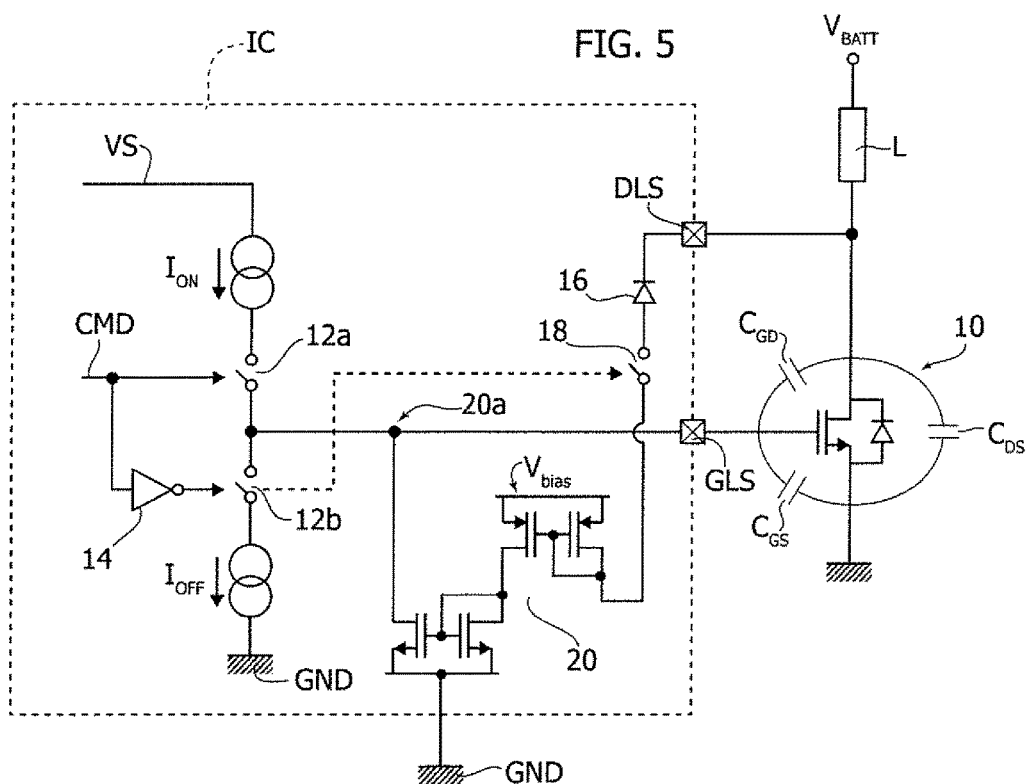 IC
FIG. 5
V_BATT
VS
L
DLS
I_ON
16
CMD
12a
18
C_GD
10
20a
C_DS
V_bias
GLS
14
12b
C_GS
I_OFF
20
GND
GND